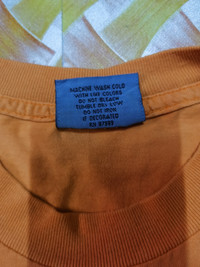 MACHINE WASH COLD
WITH LIKE COLORS
DO NOT BLEACH
TUMBLE DRY LOW
DO NOT IRON
IF DECORATED